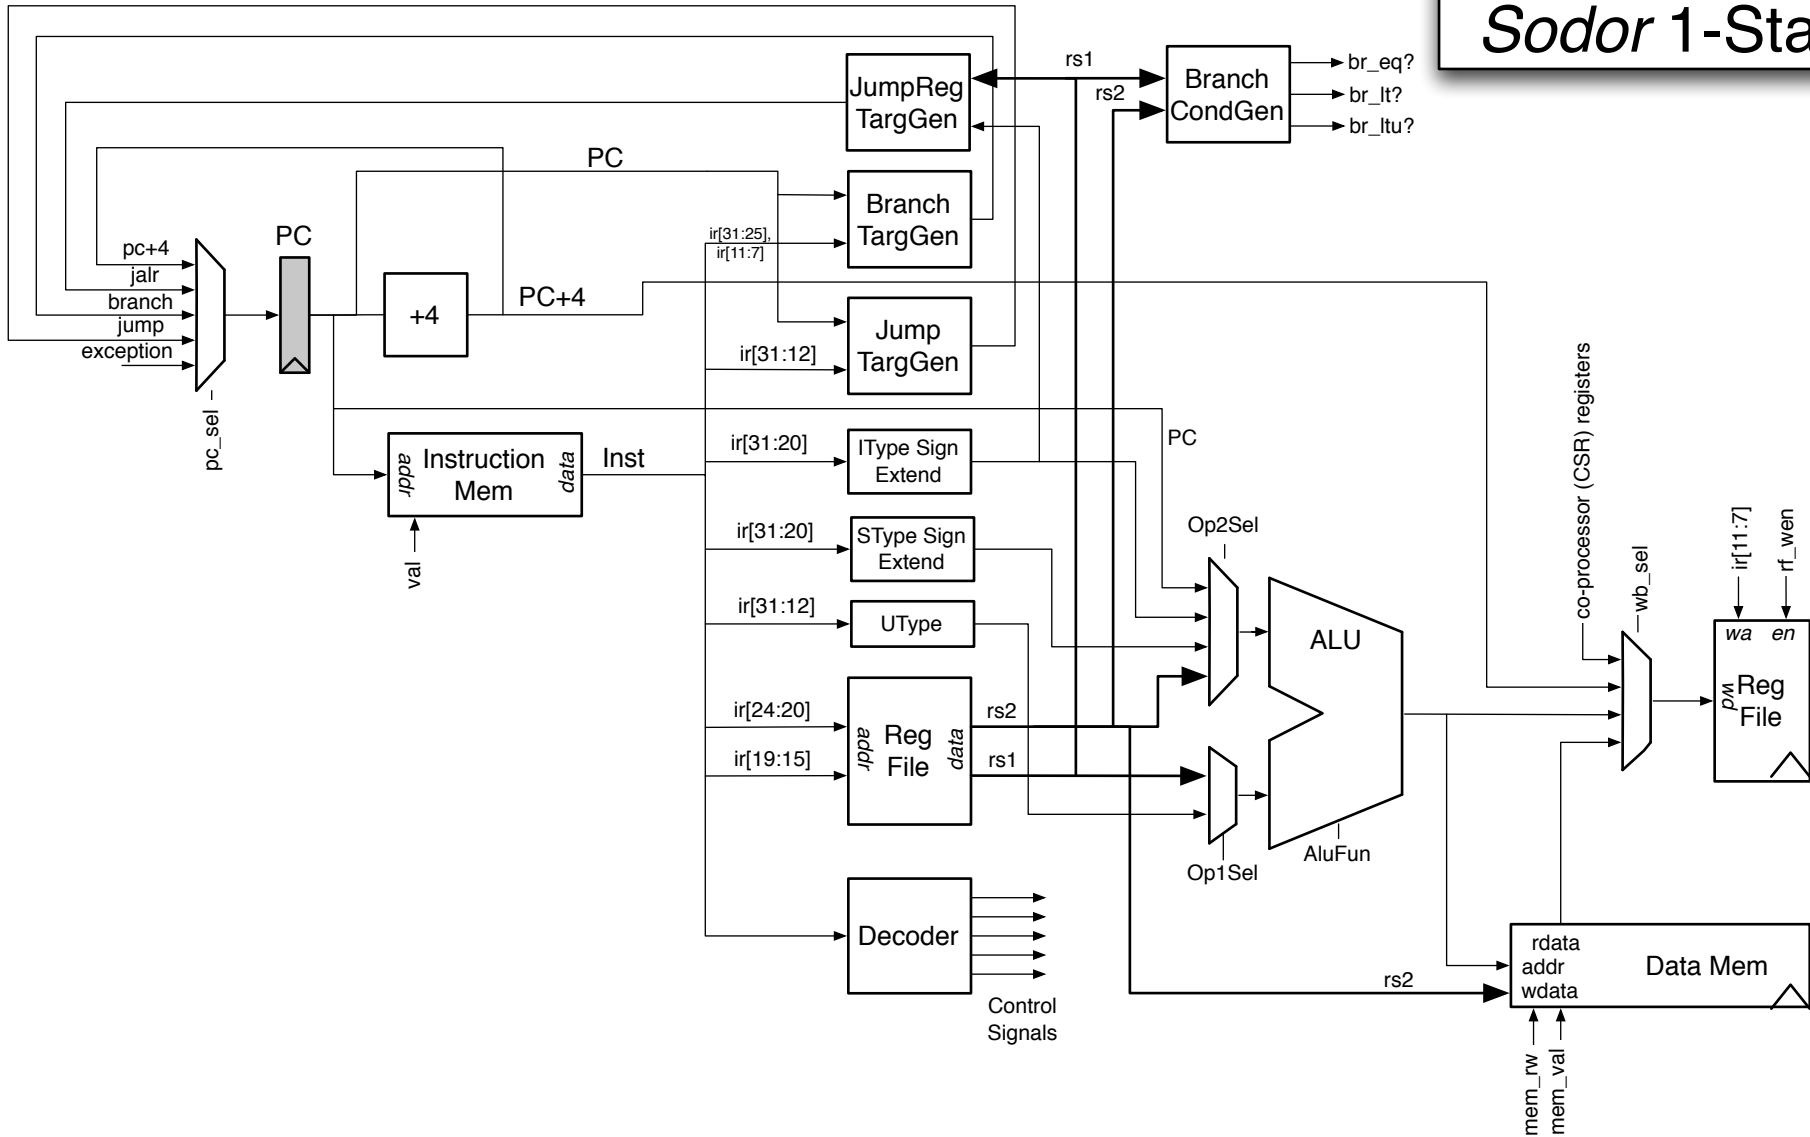 Sodor 1-Sta
rs1
rs2
JumpReg
TargGen
Branch
CondGen
br_eq?
br_lt?
br_ltu?
PC
Branch
TargGen
ir[31:25],
ir[11:7]
PC
pc+4
jalr
branch
jump
exception
pc_sel
+4
PC+4
Jump
TargGen
ir[31:12]
addr
Instruction
Mem
data
val
Inst
ir[31:20]
IType Sign
Extend
PC
ir[31:20]
SType Sign
Extend
ir[31:12]
UType
Op2Sel
ALU
ir[24:20]
ir[19:15]
addr
Reg
File
data
rs2
rs1
Op1Sel
AluFun
co-processor (CSR) registers
wb_sel
ir[11:7]
rf_wen
wa en
wd
Reg
File
Decoder
Control
Signals
rs2
rdata
addr
wdata
Data Mem
mem_rw
mem_val